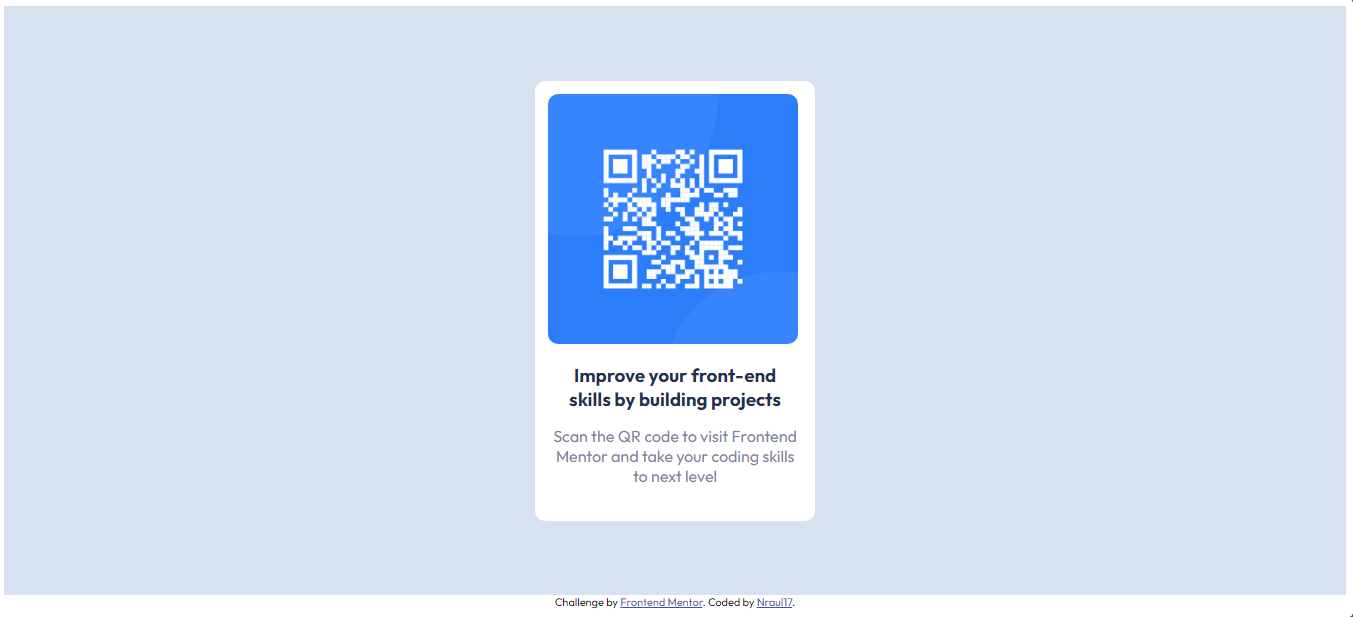 Improve your front-end
skills by building projects
Scan the QR code to visit Frontend
Mentor and take your coding skills
to next level
Challenge by Frontend Mentor. Coded by Nraul17.